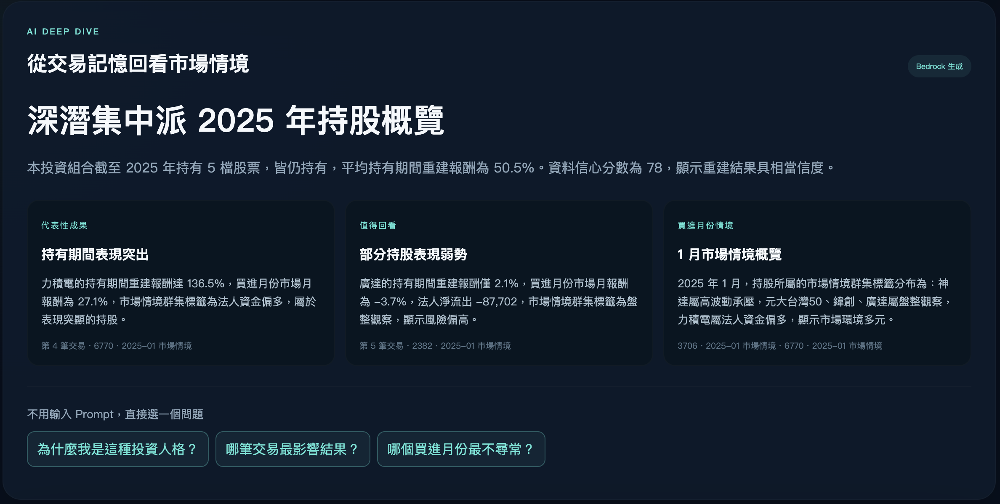 AI DEEP DIVE
從交易記憶回看市場情境
Bedrock 生成
深潛集中派 2025 年持股概覽
本投資組合截至 2025 年持有 5 檔股票，皆仍持有，平均持有期間重建報酬為 50.5%。資料信心分數為 78，顯示重建結果具相當信度。
代表性成果
持有期間表現突出
力積電的持有期間重建報酬達 136.5%，買進月份市場月
報酬為 27.1%，市場情境群集標籤為法人資金偏多，屬於
表現突顯的持股。
第 4 筆交易 · 6770 · 2025-01 市場情境
值得回看
部分持股表現弱勢
廣達的持有期間重建報酬僅 2.1%，買進月份市場月報酬
為 -3.7%，法人淨流出 -87,702，市場情境群集標籤為盤
整觀察，顯示風險偏高。
第 5 筆交易 · 2382 · 2025-01 市場情境
買進月份情境
1 月市場情境概覽
2025 年 1 月，持股所屬的市場情境群集標籤分布為：神
達屬高波動承壓，元大台灣50、緯創、廣達屬盤整觀察，
力積電屬法人資金偏多，顯示市場環境多元。
3706 · 2025-01 市場情境 · 6770 · 2025-01 市場情境
不用輸入 Prompt，直接選一個問題
為什麼我是這種投資人格？
哪筆交易最影響結果？
哪個買進月份最不尋常？